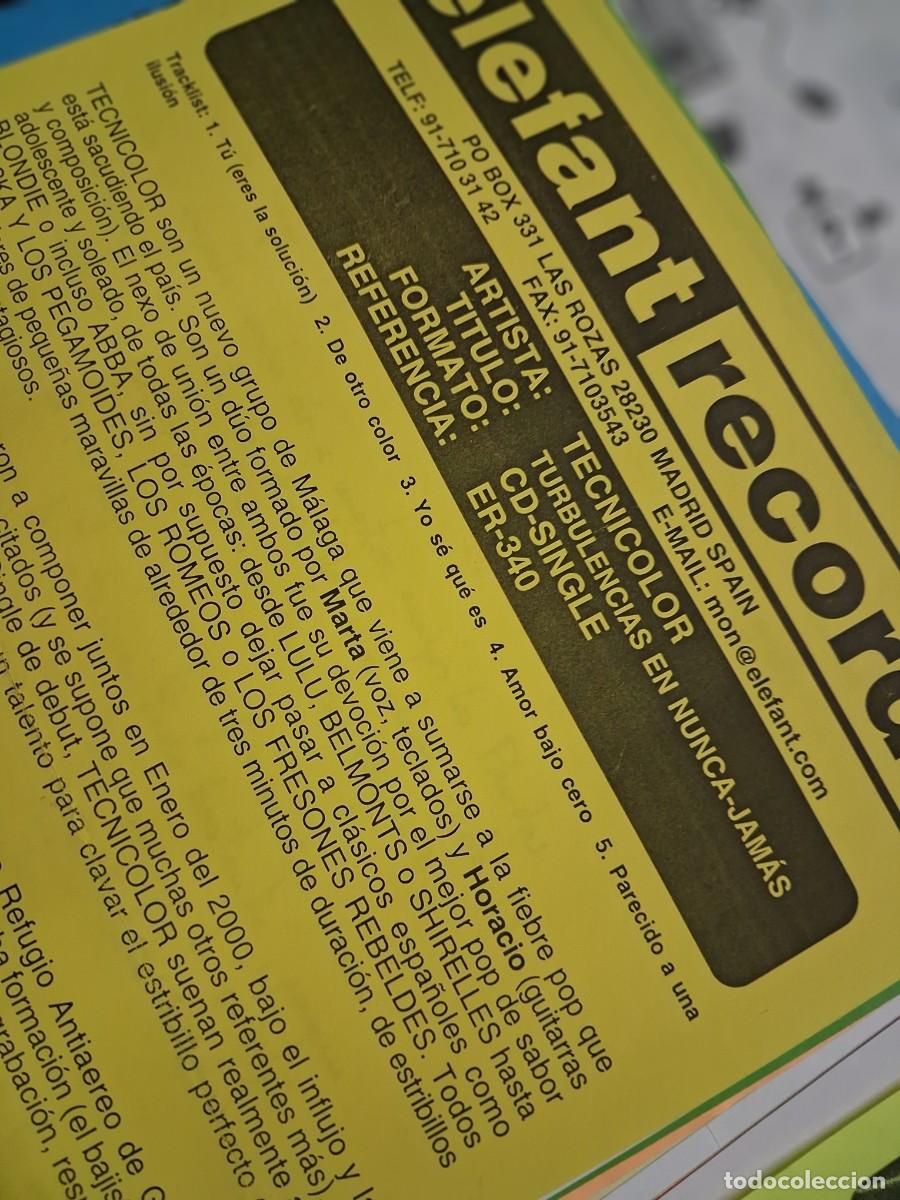 elefant records
PO BOX 331 LAS ROZAS 28230 MADRID SPAIN
TELF: 91-710 31 42 FAX: 91-7103543 E-MAIL: mon@elefant.com
ARTISTA: TECNICOLOR
TITULO: TURBULENCIAS EN NUNCA-JAMÁS
FORMATO: CD-SINGLE
REFERENCIA: ER-340
Tracklist: 1. Tú (eres la solución) 2. De otro color 3. Yo sé qué es 4. Amor bajo cero 5. Parecido a una
ilusión
TECNICOLOR son un nuevo grupo de Málaga que viene a sumarse a la fiebre pop que
está sacudiendo el país. Son un dúo formado por Marta (voz, teclados) y Horacio (guitarras
y composición). El nexo de unión entre ambos fue su devoción por el mejor pop de sabor
adolescente y soleado, de todas las épocas: desde LULU, BELMONTS o SHIRELLES hasta
BLONDIE o incluso ABBA, sin por supuesto dejar pasar a clásicos españoles como
Y LOS PEGAMOIDES, LOS ROMEOS o LOS FRESONES REBELDES. Todos
de pequeñas maravillas de alrededor de tres minutos de duración, de estribillos
a componer juntos en Enero del 2000, bajo el influjo y
citados (y se supone que muchas otros referentes más)
de debut, TECNICOLOR suenan realmente
talento para clavar el estribillo perfecto
Refugio Antiaereo de
formación (el
todocoleccion